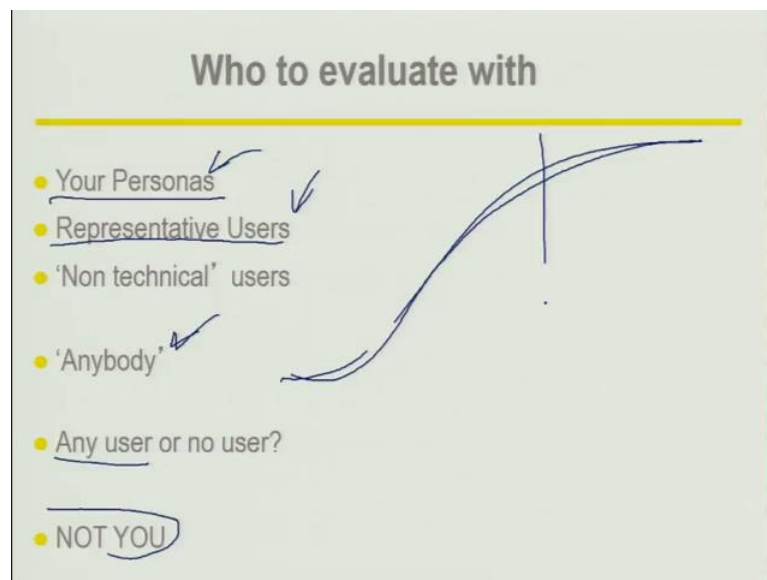 Who to evaluate with
Your Personas
Representative Users
‘Non technical’ users
‘Anybody’
Any user or no user?
NOT YOU